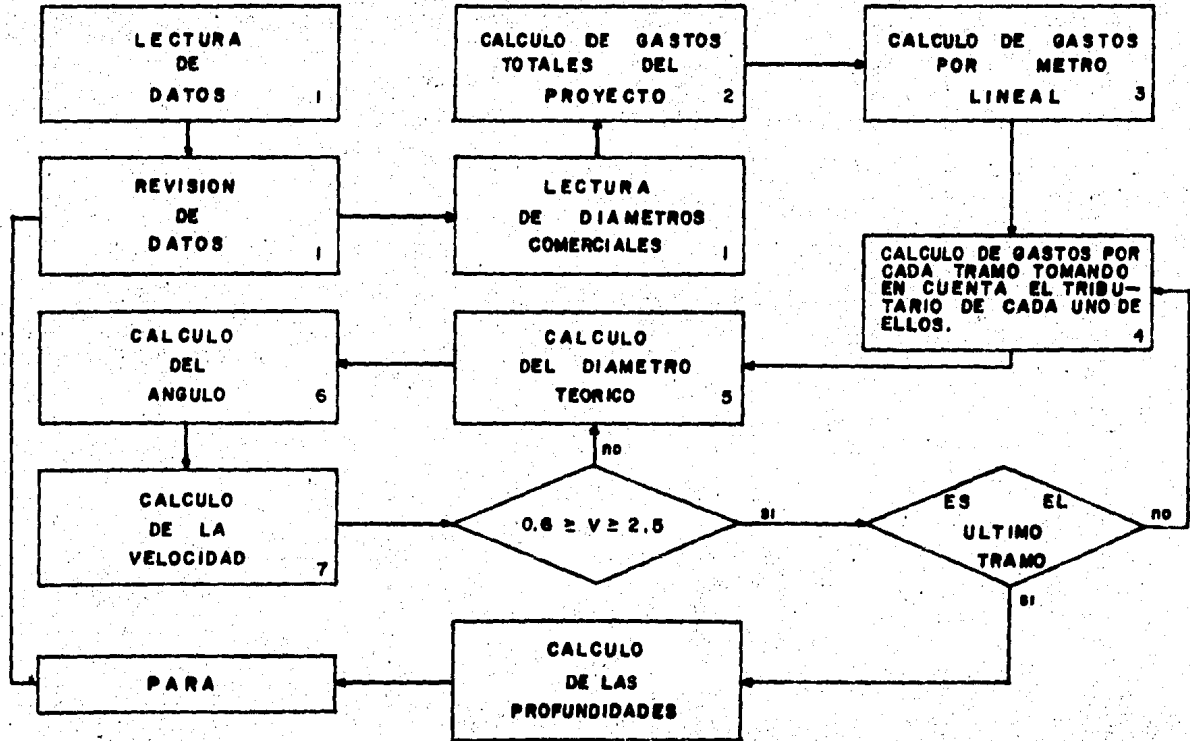 LECTURA
DE
DATOS 1
CALCULO DE GASTOS
TOTALES DEL
PROYECTO 2
CALCULO DE GASTOS
POR METRO
LINEAL 3
REVISION
DE
DATOS 1
LECTURA
DE DIAMETROS
COMERCIALES 1
CALCULO DE GASTOS POR
CADA TRAMO TOMANDO
EN CUENTA EL TRIBU-
TARIO DE CADA UNO DE
ELLOS.
4
CALCULO
DEL
ANGULO 6
CALCULO
DEL DIAMETRO
TEORICO 5
no
CALCULO
DE LA
VELOCIDAD 7
0.6 ≥ V ≥ 2.5
SI
ES EL
ULTIMO
TRAMO
no
SI
CALCULO
DE LAS
PROFUNDIDADES
PARA